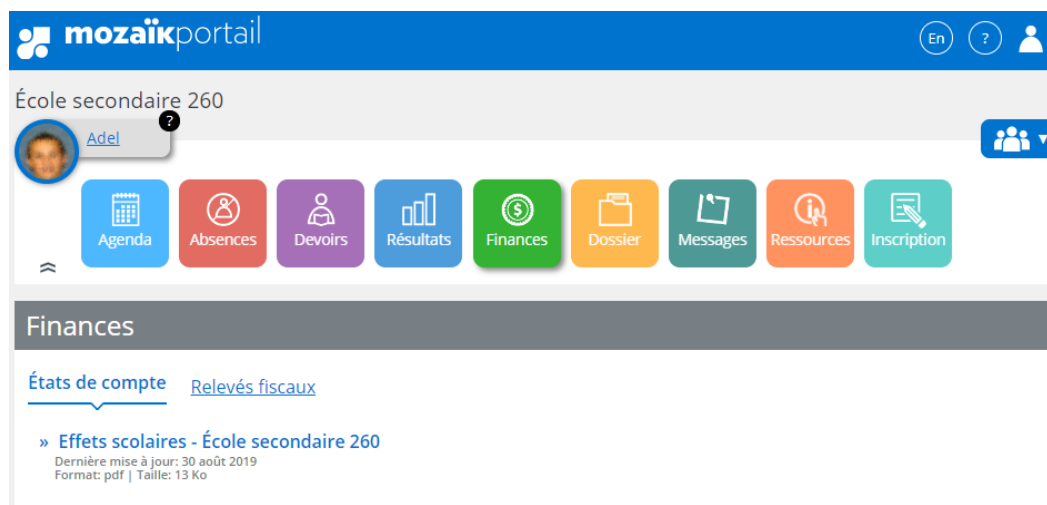 mozaïkportail
En ?
École secondaire 260
?
Adel
Agenda Absences Devoirs Résultats Finances Dossier Messages Ressources Inscription
Finances
États de compte Relevés fiscaux
» Effets scolaires - École secondaire 260
Dernière mise à jour: 30 août 2019
Format: pdf | Taille: 13 Ko